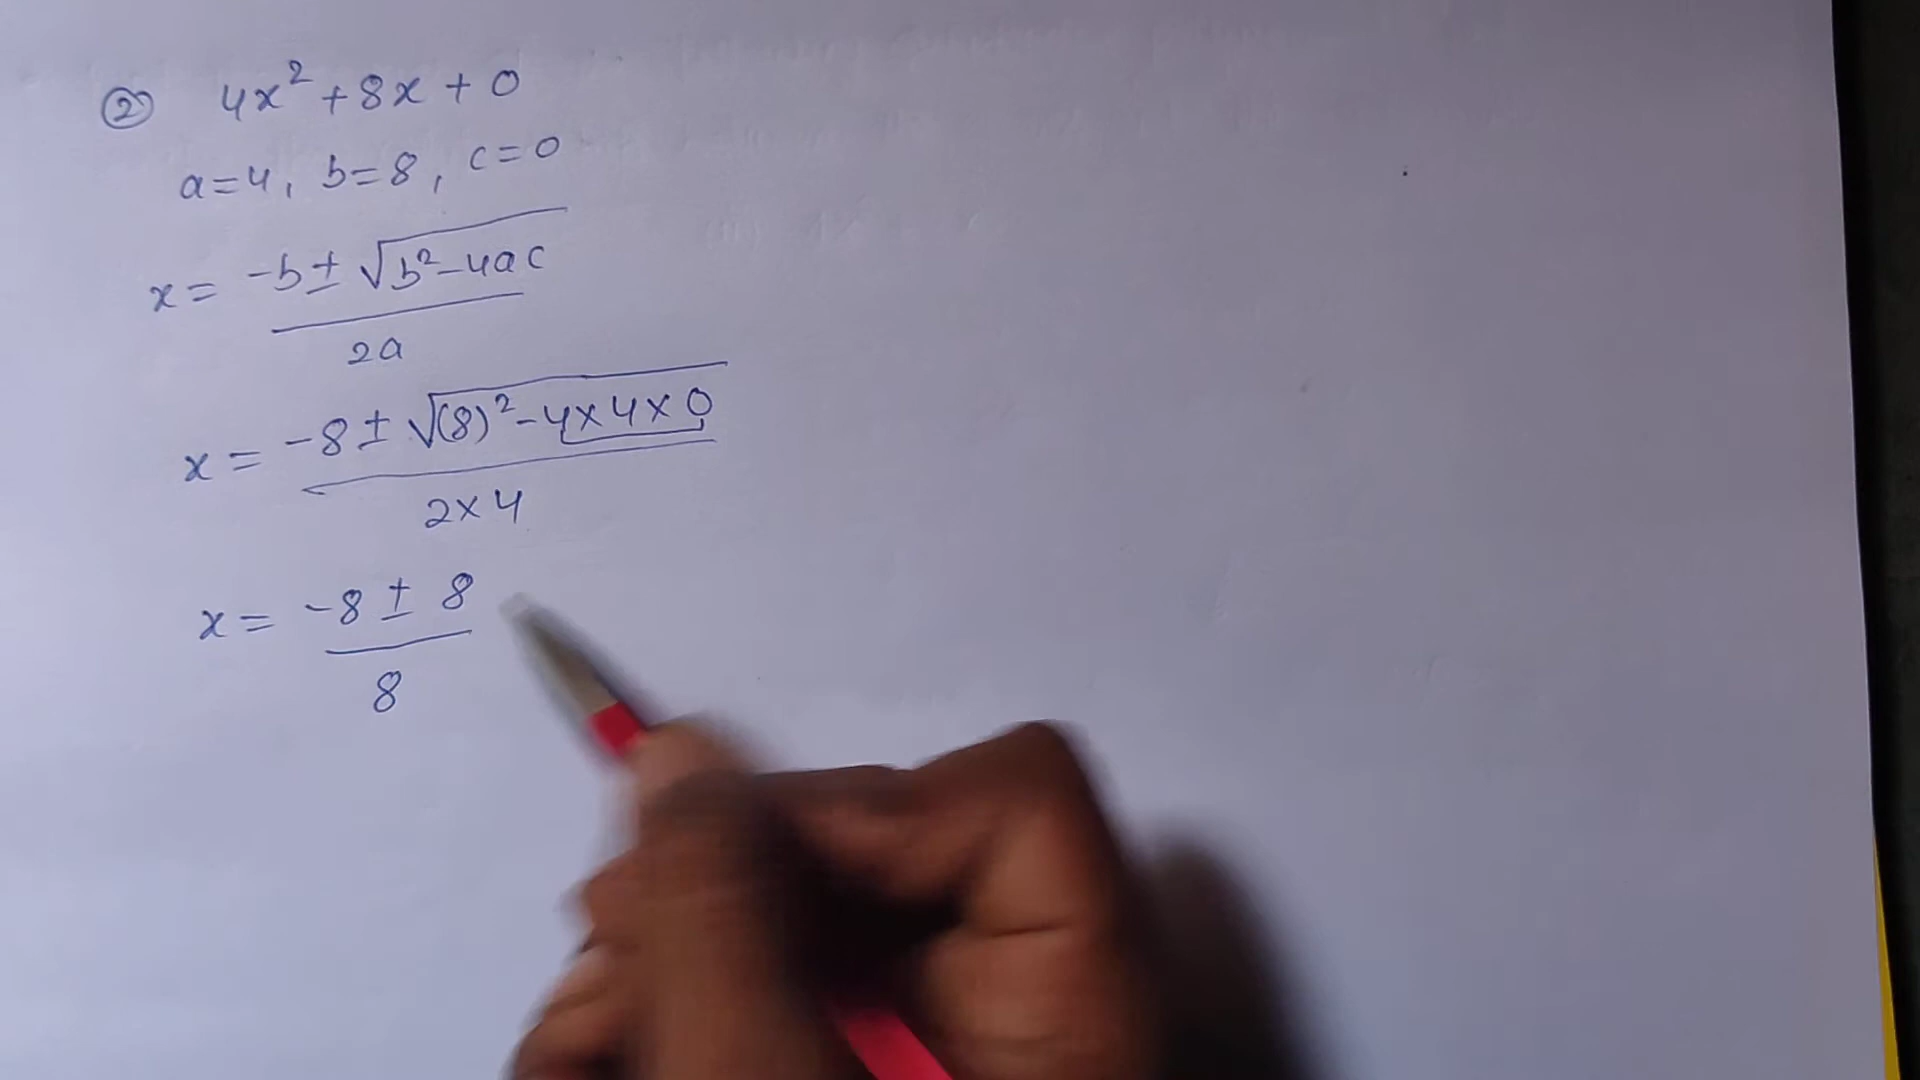 ② 4x² + 8x + 0
a=4, b=8, c=0
x = -b ± √b²-4ac
2a
x = -8 ± √(8)² - 4×4×0
2×4
x = -8 ± 8
8